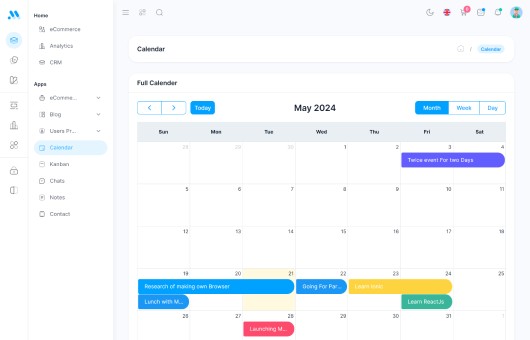 Home
eCommerce
Analytics
CRM
Apps
eComme...
Blog
Users Pr...
Calendar
Kanban
Chats
Notes
Contact
Calendar
/ Calendar
Full Calender
Today
May 2024
Month Week Day
Sun Mon Tue Wed Thu Fri Sat
28 29 30 1 2 3 4
Twice event For two Days
5 6 7 8 9 10 11
12 13 14 15 16 17 18
19 20 21 22 23 24 25
Research of making own Browser
Going For Par...
Lunch with M...
Learn ReactJs
26 27 28 29 30 31 1
Launching M...